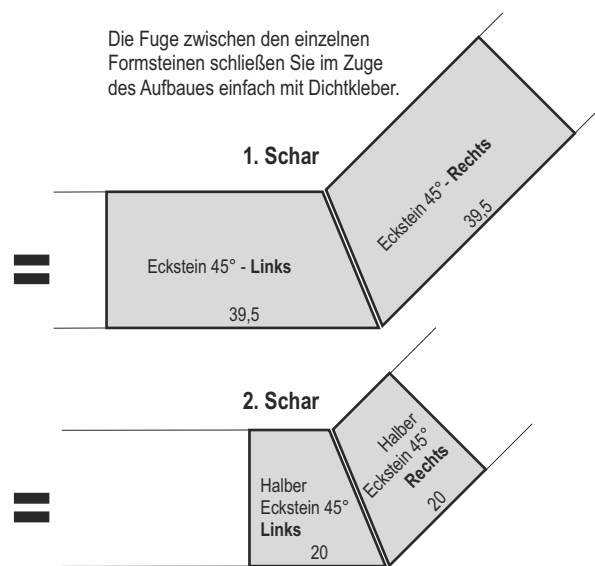 Die Fuge zwischen den einzelnen
Formsteinen schließen Sie im Zuge
des Aufbaues einfach mit Dichtkleber.
1. Schar
Eckstein 45° - Rechts
39,5
Eckstein 45° - Links
39,5
2. Schar
Halber
Eckstein 45°
Rechts
20
Halber
Eckstein 45°
Links
20